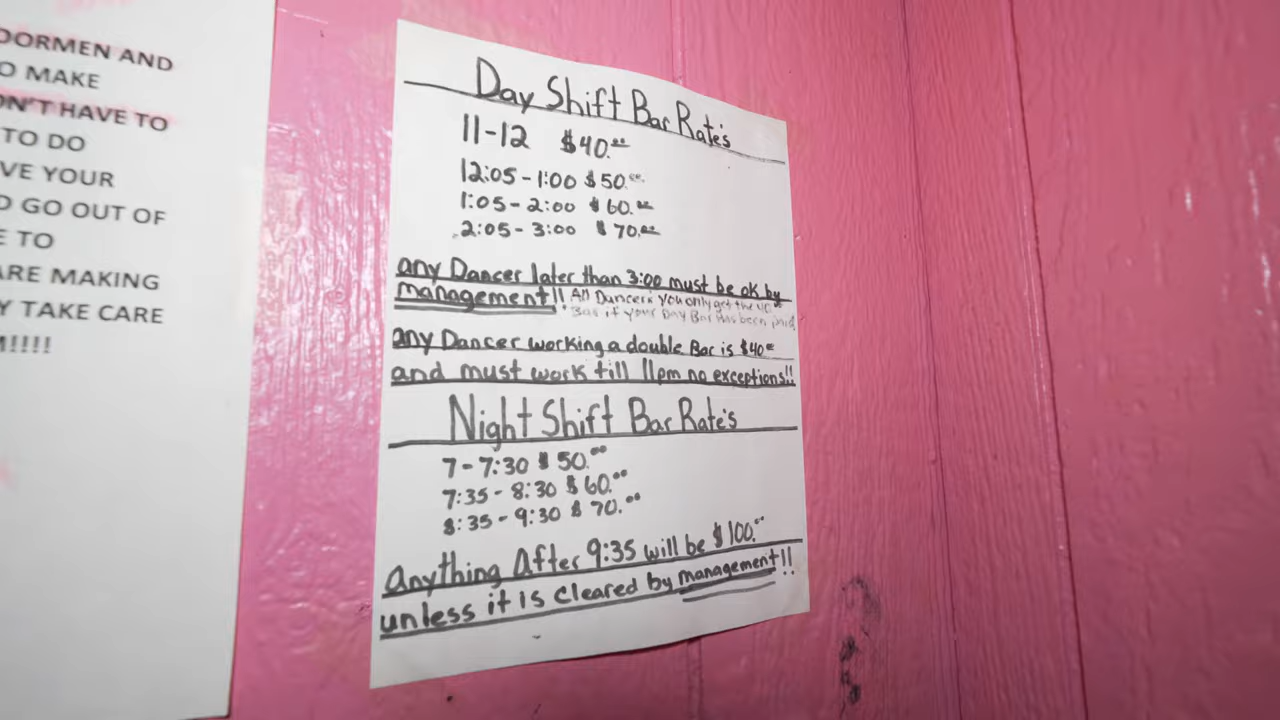 DORMEN AND
O MAKE
ON'T HAVE TO
TO DO
VE YOUR
D GO OUT OF
E TO
ARE MAKING
Y TAKE CARE
!!!!!
Day Shift Bar Rate's
11-12 $40.00
12:05-1:00 $50.00
1:05-2:00 $60.00
2:05-3:00 $70.00
any Dancer later than 3:00 must be ok by
management!! All Dancers you only get the
Bar if your Day Bar Has been paid
any Dancer working a double Bar is $40
and must work till 11pm no exceptions!!
Night Shift Bar Rate's
7-7:30 $50.00
7:35-8:30 $60.00
8:35-9:30 $70.00
Anything After 9:35 will be $100.00
unless it is cleared by management!!